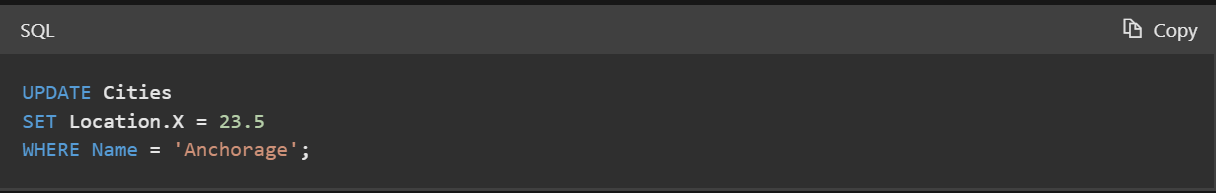 SQL
Copy
UPDATE Cities
SET Location.X = 23.5
WHERE Name = 'Anchorage';